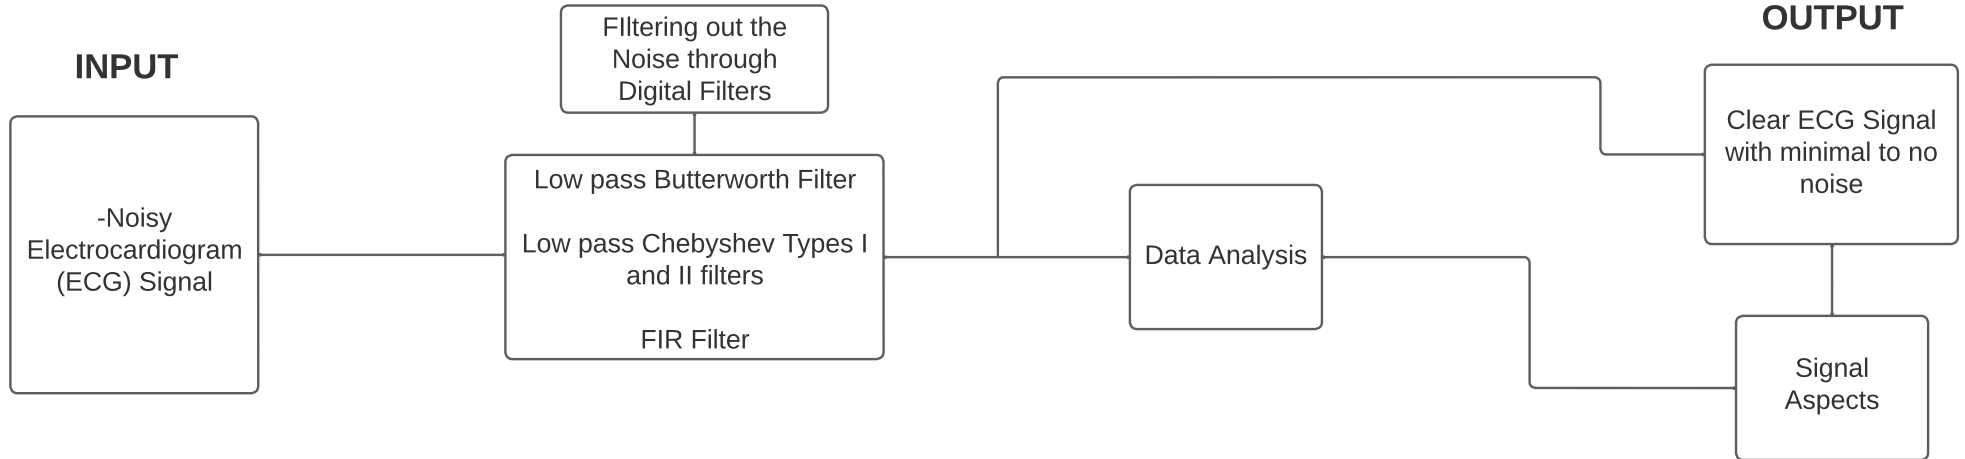 INPUT
-Noisy
Electrocardiogram
(ECG) Signal
FIltering out the
Noise through
Digital Filters
Low pass Butterworth Filter
Low pass Chebyshev Types I
and II filters
FIR Filter
Data Analysis
OUTPUT
Clear ECG Signal
with minimal to no
noise
Signal
Aspects